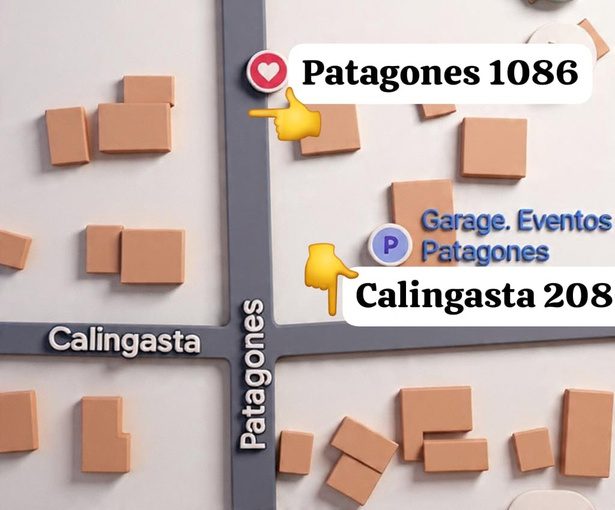 Patagones 1086
P
Garage. Eventos
Patagones
Calingasta 208
Calingasta
Patagones